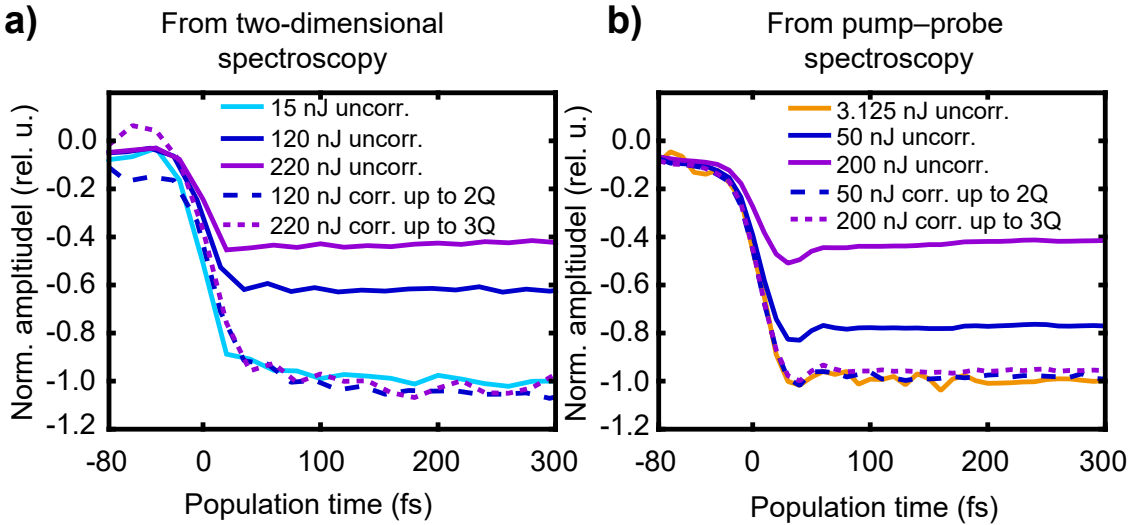 a)
From two-dimensional
spectroscopy
Norm. ampltiudel (rel. u.)
0.0
-0.2
-0.4
-0.6
-0.8
-1.0
-1.2
15 nJ uncorr.
120 nJ uncorr.
220 nJ uncorr.
120 nJ corr. up to 2Q
220 nJ corr. up to 3Q
-80
0
100
200
300
Population time (fs)
b)
From pump–probe
spectroscopy
Norm. ampltiudel (rel. u.)
0.0
-0.2
-0.4
-0.6
-0.8
-1.0
-1.2
3.125 nJ uncorr.
50 nJ uncorr.
200 nJ uncorr.
50 nJ corr. up to 2Q
200 nJ corr. up to 3Q
-80
0
100
200
300
Population time (fs)